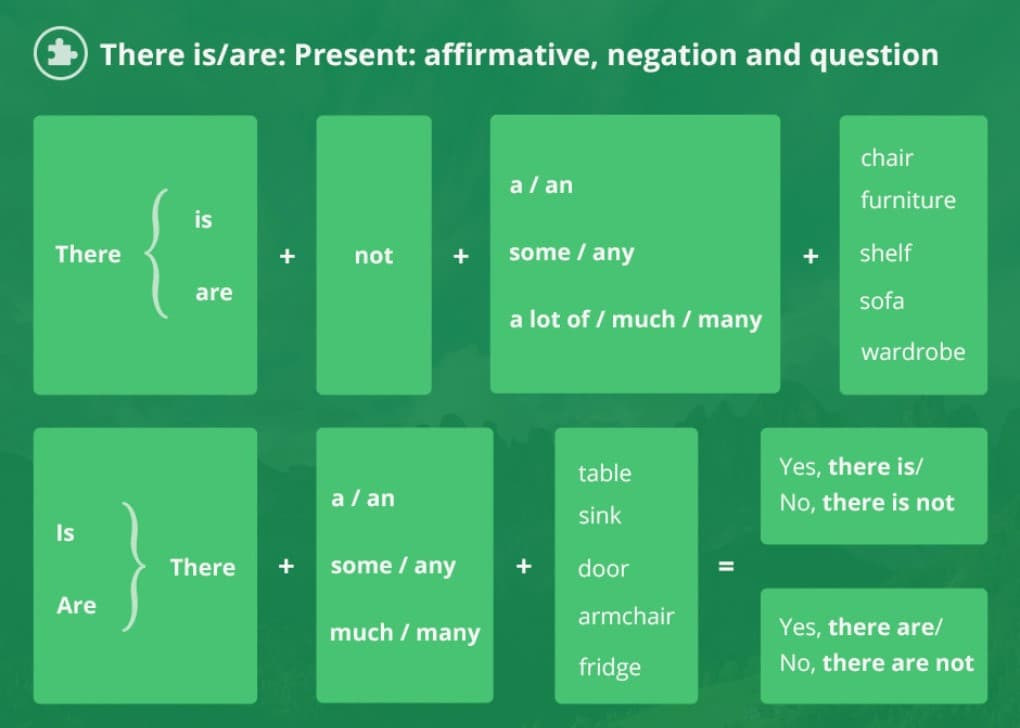 There is/are: Present: affirmative, negation and question
There
is
are
+
not
+
a / an
some / any
a lot of / much / many
+
chair
furniture
shelf
sofa
wardrobe
Is
Are
There
+
a / an
some / any
much / many
+
table
sink
door
armchair
fridge
=
Yes, there is/
No, there is not
Yes, there are/
No, there are not